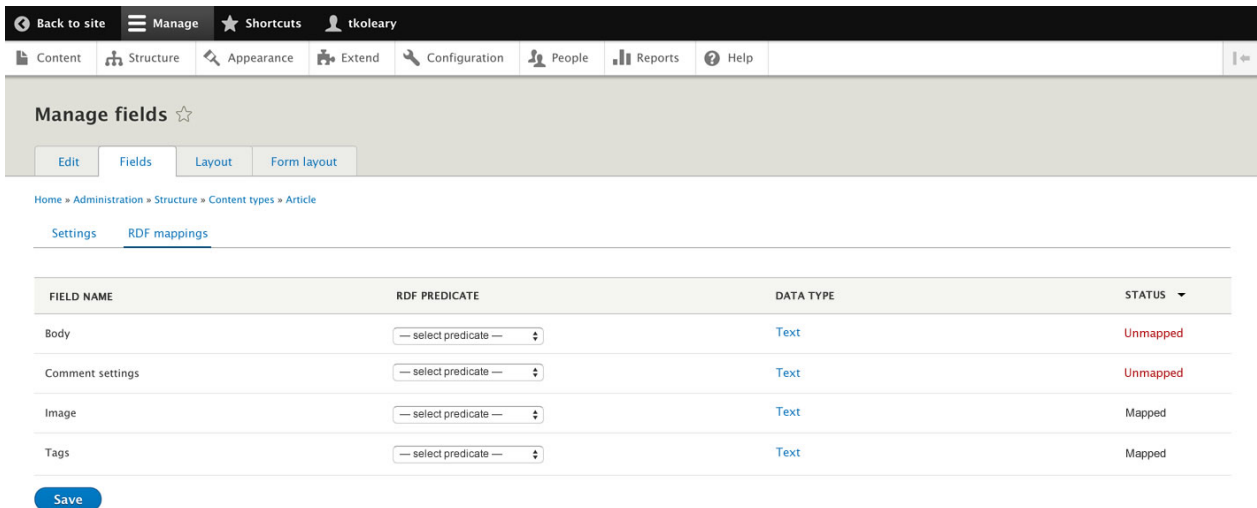 Back to site Manage Shortcuts tkoleary
Content Structure Appearance Extend Configuration People Reports Help
Manage fields
Edit Fields Layout Form layout
Home » Administration » Structure » Content types » Article
Settings RDF mappings
FIELD NAME RDF PREDICATE DATA TYPE STATUS
Body — select predicate — Text Unmapped
Comment settings — select predicate — Text Unmapped
Image — select predicate — Text Mapped
Tags — select predicate — Text Mapped
Save